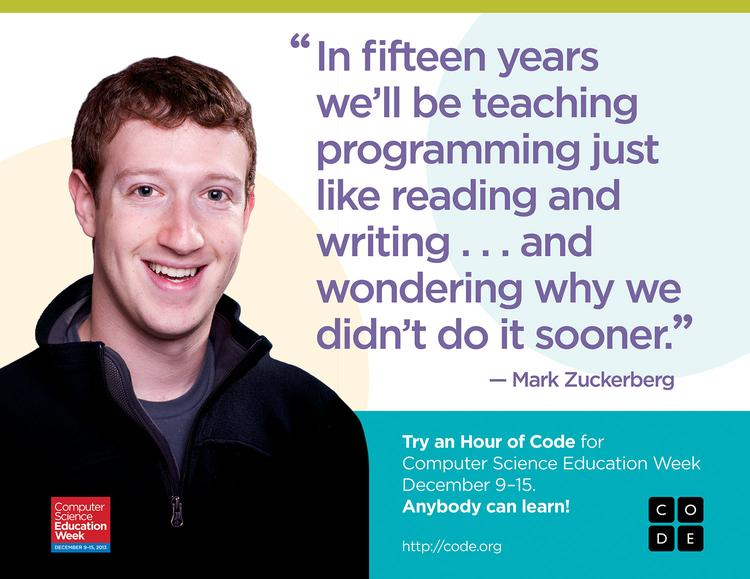 “In fifteen years
we’ll be teaching
programming just
like reading and
writing . . . and
wondering why we
didn’t do it sooner.”
— Mark Zuckerberg
Try an Hour of Code for
Computer Science Education Week
December 9–15.
Anybody can learn!
http://code.org
C O
D E
Computer
Science
Education
Week
DECEMBER 9-15, 2013